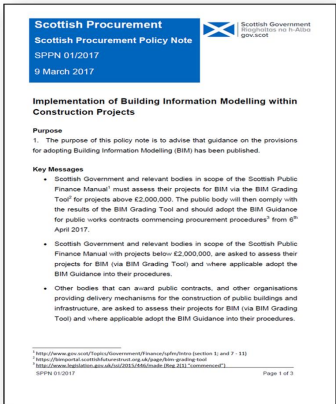 Scottish Procurement
Scottish Procurement Policy Note
SPPN 01/2017
9 March 2017
Scottish Government
Riaghaltas na h-Alba
gov.scot
Implementation of Building Information Modelling within
Construction Projects
Purpose
1. The purpose of this policy note is to advise that guidance on the provisions
for adopting Building Information Modelling (BIM) has been published.
Key Messages
• Scottish Government and relevant bodies in scope of the Scottish Public
Finance Manual1 must assess their projects for BIM via the BIM Grading
Tool2 for projects above £2,000,000. The public body will then comply with
the results of the BIM Grading Tool and should adopt the BIM Guidance
for public works contracts commencing procurement procedures3 from 6th
April 2017.
• Scottish Government and relevant bodies in scope of the Scottish Public
Finance Manual with projects below £2,000,000, are asked to assess their
projects for BIM (via BIM Grading Tool) and where applicable adopt the
BIM Guidance into their procedures.
• Other bodies that can award public contracts, and other organisations
providing delivery mechanisms for the construction of public buildings and
infrastructure, are asked to assess their projects for BIM (via BIM Grading
Tool) and where applicable adopt the BIM Guidance into their procedures.
1 http://www.gov.scot/Topics/Government/Finance/spfm/Intro (section 1; and 7 - 11)
2 https://bimportal.scottishfuturestrust.org.uk/page/bim-grading-tool
3 http://www.legislation.gov.uk/ssi/2015/446/made (Reg 2(1) "commenced")
SPPN 01/2017 Page 1 of 3